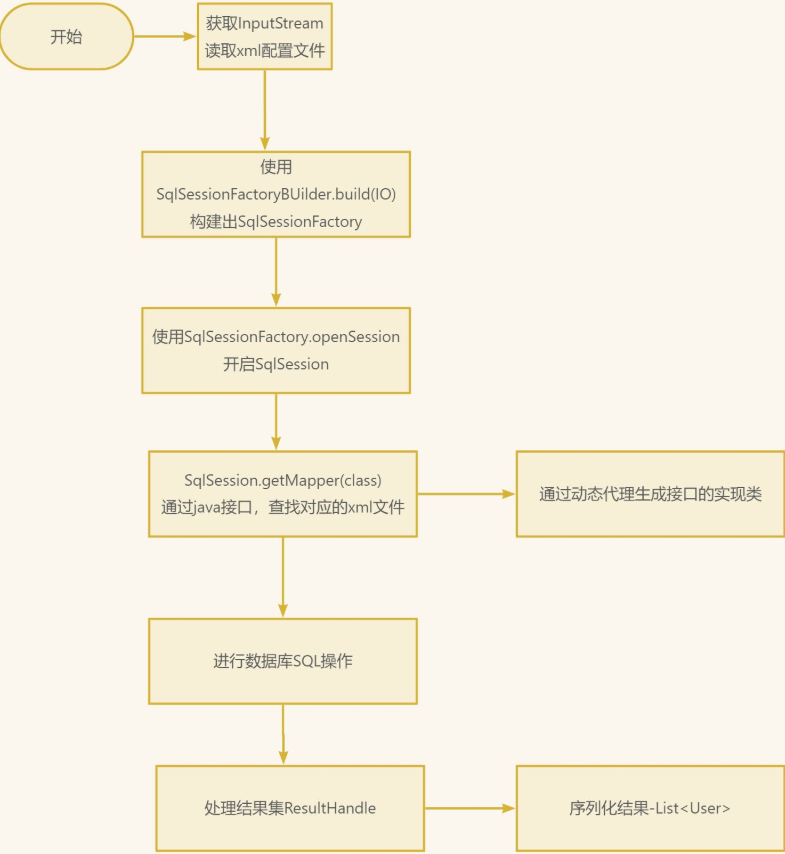 开始
获取InputStream
读取xml配置文件
使用
SqlSessionFactoryBUilder.build(IO)
构建出SqlSessionFactory
使用SqlSessionFactory.openSession
开启SqlSession
SqlSession.getMapper(class)
通过java接口，查找对应的xml文件
通过动态代理生成接口的实现类
进行数据库SQL操作
处理结果集ResultHandle
序列化结果-List<User>